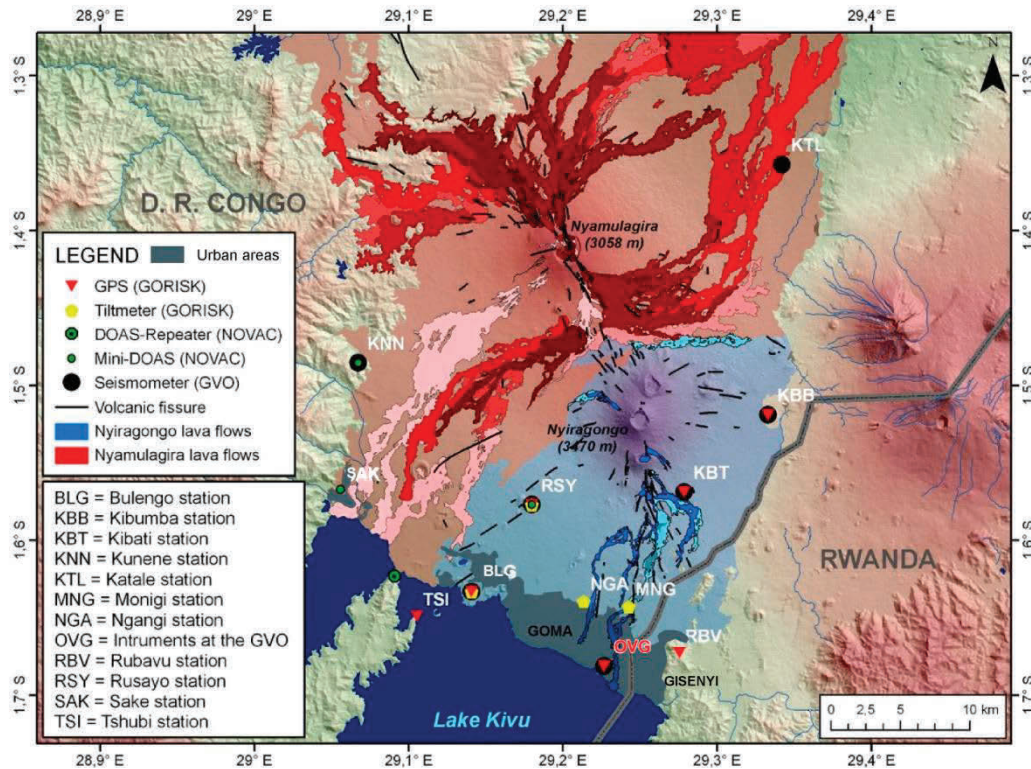 28,9° E
29° E
29,1° E
29,2° E
29,3° E
29,4° E
N
1,3° S
1,3° S
KTL
D. R. CONGO
1,4° S
Nyamulagira
(3058 m)
1,4° S
LEGEND
Urban areas
GPS (GORISK)
Tiltmeter (GORISK)
DOAS-Repeater (NOVAC)
Mini-DOAS (NOVAC)
Seismometer (GVO)
Volcanic fissure
Nyiragongo lava flows
Nyamulagira lava flows
KNN
1,5° S
1,5° S
KBB
Nyiragongo
(3470 m)
SAK
RSY
KBT
BLG = Bulengo station
KBB = Kibumba station
KBT = Kibati station
KNN = Kunene station
KTL = Katale station
MNG = Monigi station
NGA = Ngangi station
OVG = Intruments at the GVO
RBV = Rubavu station
RSY = Rusayo station
SAK = Sake station
TSI = Tshubi station
1,6° S
1,6° S
RWANDA
BLG
NGA
MNG
TSI
GOMA
OVG
RBV
GISENYI
1,7° S
1,7° S
Lake Kivu
0 2,5 5 10 km
28,9° E
29° E
29,1° E
29,2° E
29,3° E
29,4° E